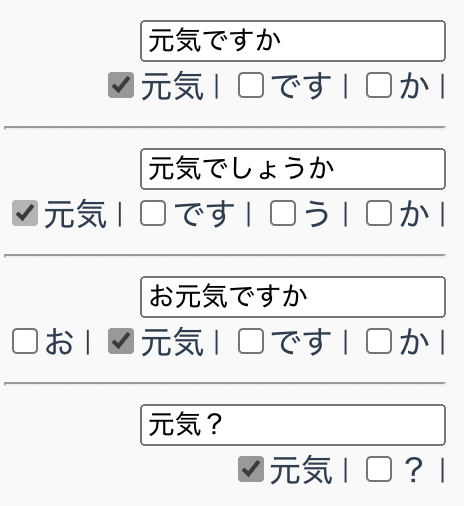 元気ですか
元気 | です | か |
元気でしょうか
元気 | です | う | か |
お元気ですか
お | 元気 | です | か |
元気？
元気 | ？ |